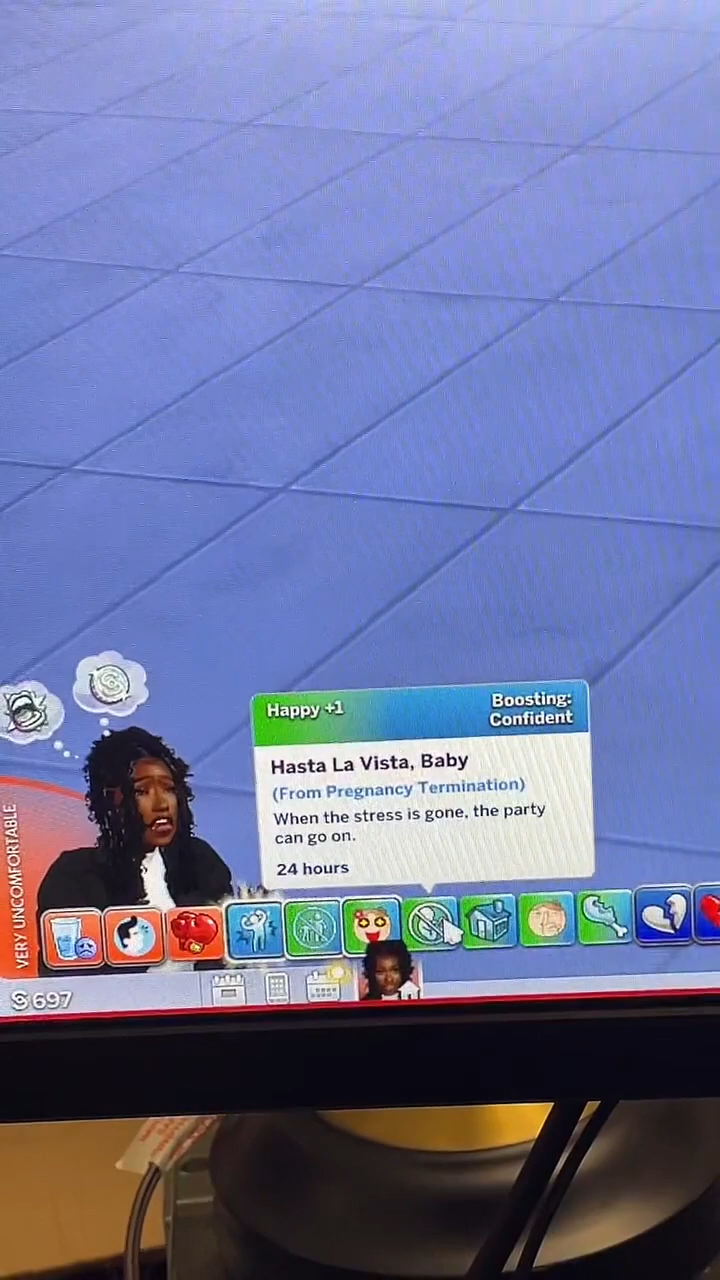 Happy +1
Boosting:
Confident
Hasta La Vista, Baby
(From Pregnancy Termination)
When the stress is gone, the party
can go on.
24 hours
VERY UNCOMFORTABLE
§697